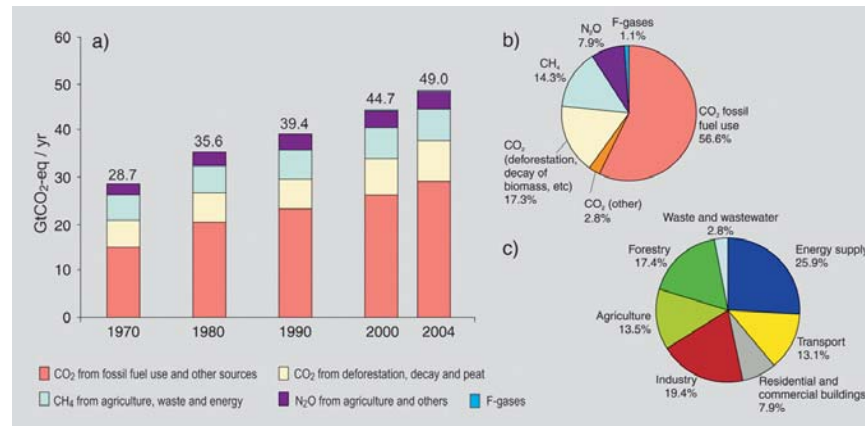 a)
GtCO₂-eq / yr
60
50
40
30
20
10
0
28.7
35.6
39.4
44.7
49.0
1970
1980
1990
2000
2004
CO₂ from fossil fuel use and other sources
CO₂ from deforestation, decay and peat
CH₄ from agriculture, waste and energy
N₂O from agriculture and others
F-gases
b)
F-gases
1.1%
N₂O
7.9%
CH₄
14.3%
CO₂ fossil
fuel use
56.6%
CO₂
(deforestation,
decay of
biomass, etc)
17.3%
CO₂ (other)
2.8%
c)
Waste and wastewater
2.8%
Forestry
17.4%
Energy supply
25.9%
Agriculture
13.5%
Transport
13.1%
Industry
19.4%
Residential and
commercial buildings
7.9%